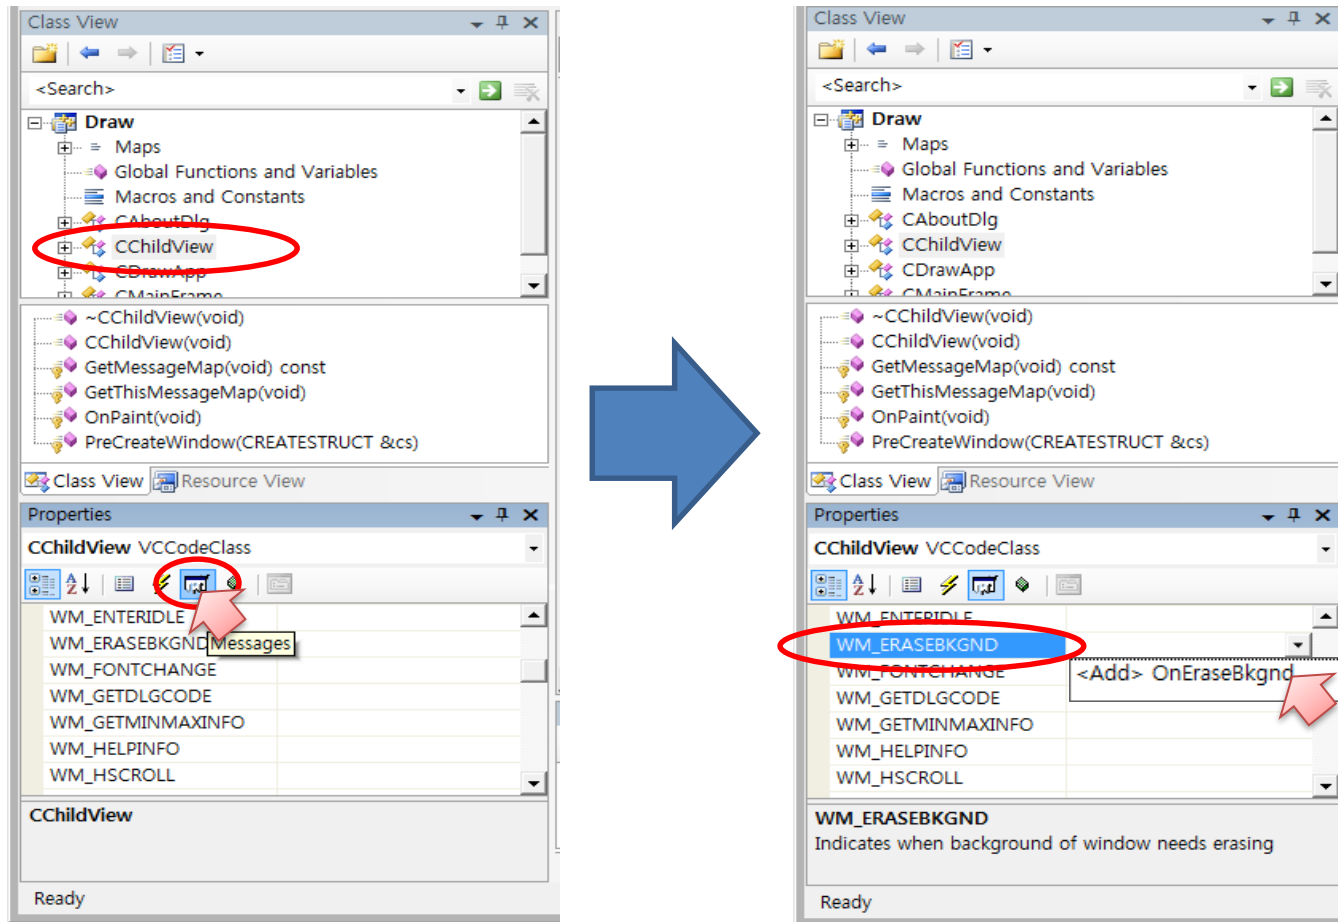 Class View
<Search>
Draw
Maps
Global Functions and Variables
Macros and Constants
CAboutDlg
CChildView
CDrawApp
CMainFrame
~CChildView(void)
CChildView(void)
GetMessageMap(void) const
GetThisMessageMap(void)
OnPaint(void)
PreCreateWindow(CREATESTRUCT &cs)
Class View Resource View
Properties
CChildView VCCodeClass
WM_ENTERIDLE
WM_ERASEBKGND Messages
WM_FONTCHANGE
WM_GETDLGCODE
WM_GETMINMAXINFO
WM_HELPINFO
WM_HSCROLL
CChildView
Ready
Class View
<Search>
Draw
Maps
Global Functions and Variables
Macros and Constants
CAboutDlg
CChildView
CDrawApp
CMainFrame
~CChildView(void)
CChildView(void)
GetMessageMap(void) const
GetThisMessageMap(void)
OnPaint(void)
PreCreateWindow(CREATESTRUCT &cs)
Class View Resource View
Properties
CChildView VCCodeClass
WM_ENTERIDLE
WM_ERASEBKGND
WM_FONTCHANGE <Add> OnEraseBkgnd
WM_GETDLGCODE
WM_GETMINMAXINFO
WM_HELPINFO
WM_HSCROLL
WM_ERASEBKGND
Indicates when background of window needs erasing
Ready